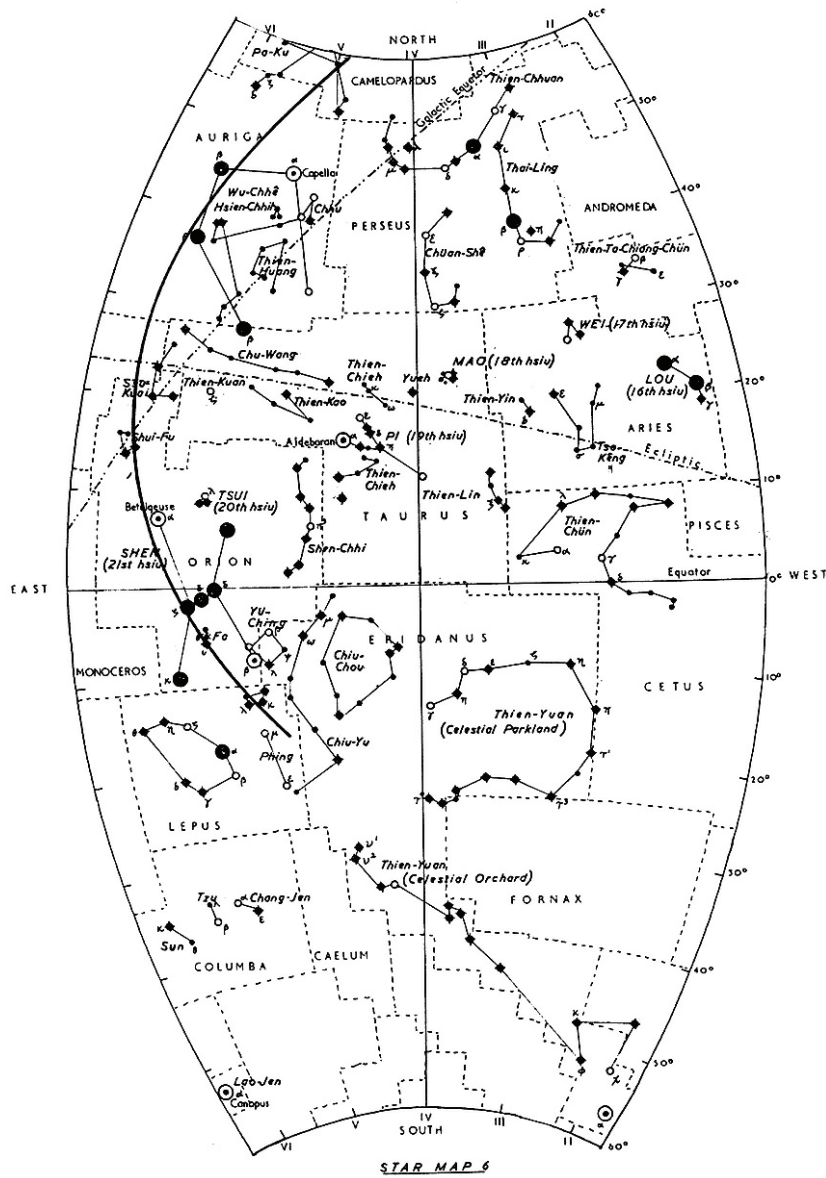 VI
V
NORTH
IV
III
II
60°
Pa-Ku
CAMELOPARDUS
Galactic Equator
Thien-Chhuan
50°
AURIGA
Capella
Thai-Ling
40°
Wu-Chhê
Hsien-Chhih
Chhu
PERSEUS
ANDROMEDA
Chüan-Shê
Thien-Ta-Chiang-Chün
Thien-
Huang
30°
WEI (17th hsiu)
Chu-Wang
Thien-
Chieh
MAO (18th hsiu)
Yueh
LOU
(16th hsiu)
20°
Thien-Kuan
Thien-Kao
Thien-Yin
ARIES
Shui-Fu
Aldeboran
PI (19th hsiu)
Tso-
Kêng
Ecliptic
10°
Thien-
Chieh
Thien-Lin
TSUI
(20th hsiu)
Betelgeuse
TAURUS
Thien-
Chün
PISCES
SHEN
(21st hsiu)
ORION
Shen-Chhi
Equator
EAST
0° WEST
Fa
ERIDANUS
Chiu-
Chou
MONOCEROS
CETUS
10°
Thien-Yuan
(Celestial Parkland)
Chiu-Yu
Phing
20°
LEPUS
Thien-Yuan
(Celestial Orchard)
30°
FORNAX
Tzu
Chang-Jen
Sun
COLUMBA
CAELUM
40°
50°
Lao-Jen
Canopus
VI
V
IV
SOUTH
III
II
60°
STAR MAP 6